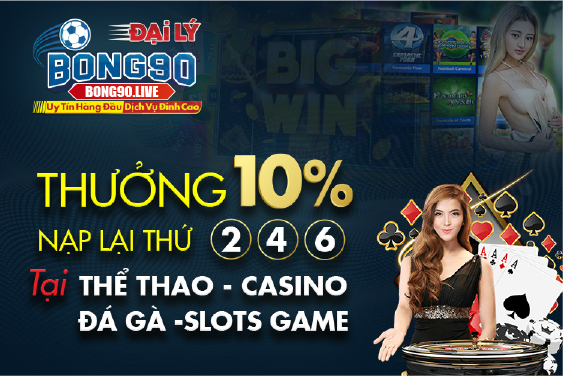 ĐẠI LÝ
BONG90
BONG90.LIVE
Uy Tín Hàng Đầu Dịch Vụ Đỉnh Cao
BIG
WIN
THƯỞNG 10%
NẠP LẠI THỨ 2 4 6
Tại THỂ THAO - CASINO
ĐÁ GÀ -SLOTS GAME
A A A A